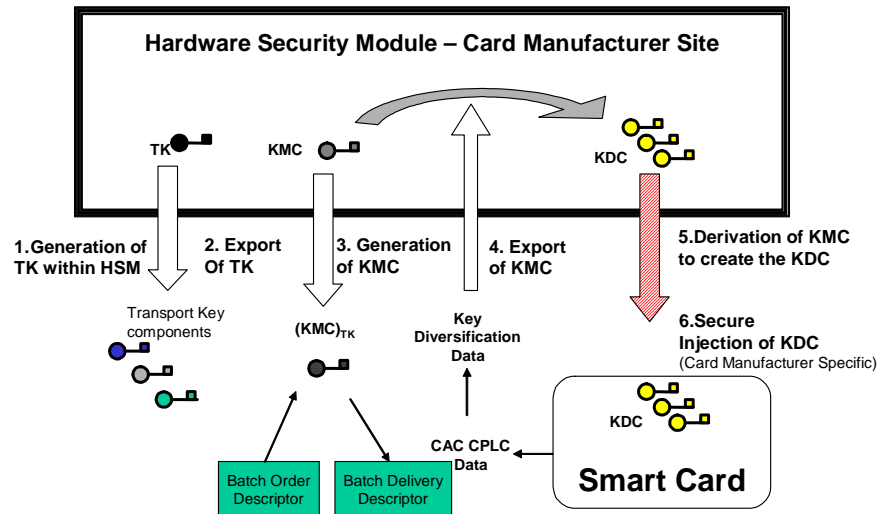 Hardware Security Module – Card Manufacturer Site
TK
KMC
KDC
1.Generation of
TK within HSM
2. Export
Of TK
3. Generation
of KMC
4. Export
of KMC
5.Derivation of KMC
to create the KDC
Transport Key
components
(KMC)TK
Key
Diversification
Data
6.Secure
Injection of KDC
(Card Manufacturer Specific)
KDC
CAC CPLC
Data
Smart Card
Batch Order
Descriptor
Batch Delivery
Descriptor